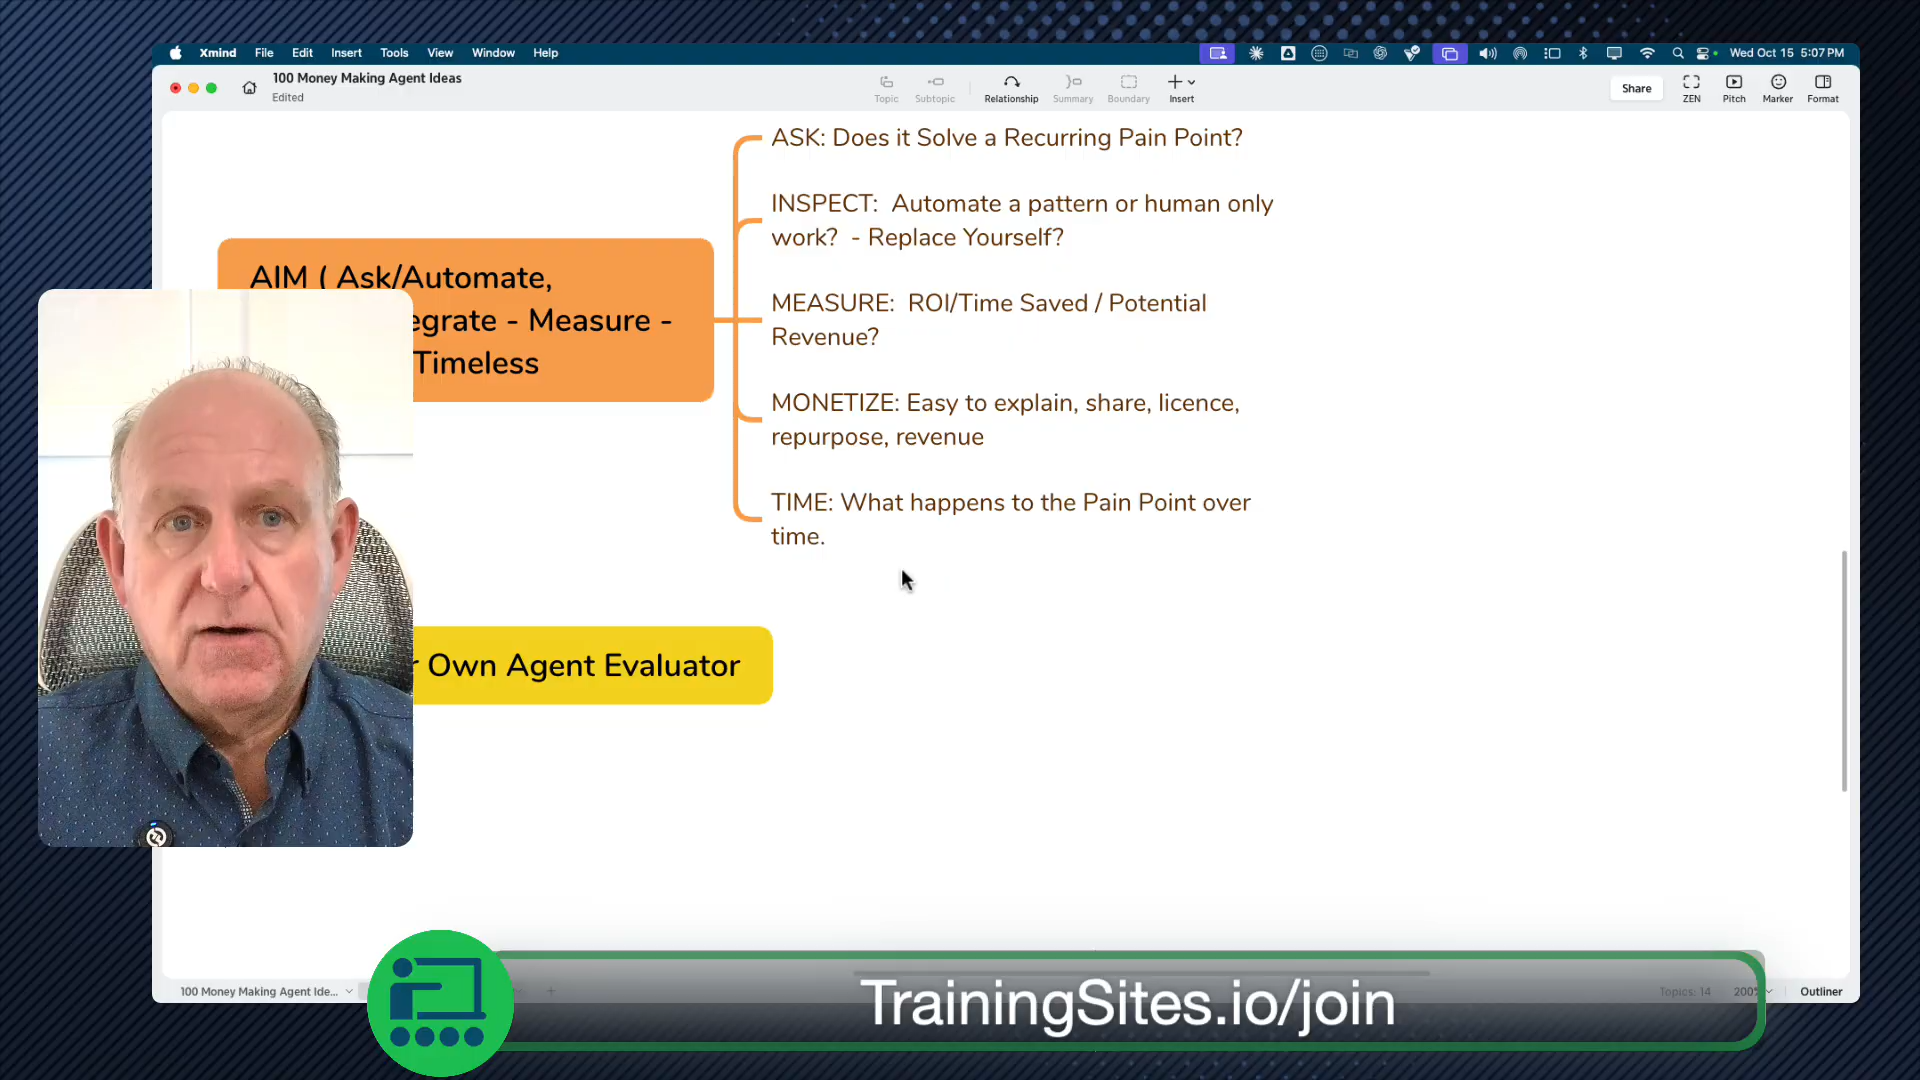 Xmind File Edit Insert Tools View Window Help
Wed Oct 15 5:07 PM
100 Money Making Agent Ideas
Edited
Topic Subtopic Relationship Summary Boundary Insert
Share ZEN Pitch Marker Format
ASK: Does it Solve a Recurring Pain Point?
INSPECT: Automate a pattern or human only
work? - Replace Yourself?
AIM ( Ask/Automate,
egrate - Measure -
Timeless
MEASURE: ROI/Time Saved / Potential
Revenue?
MONETIZE: Easy to explain, share, licence,
repurpose, revenue
TIME: What happens to the Pain Point over
time.
r Own Agent Evaluator
100 Money Making Agent Ide...
Topics: 14 200%
Outliner
TrainingSites.io/join